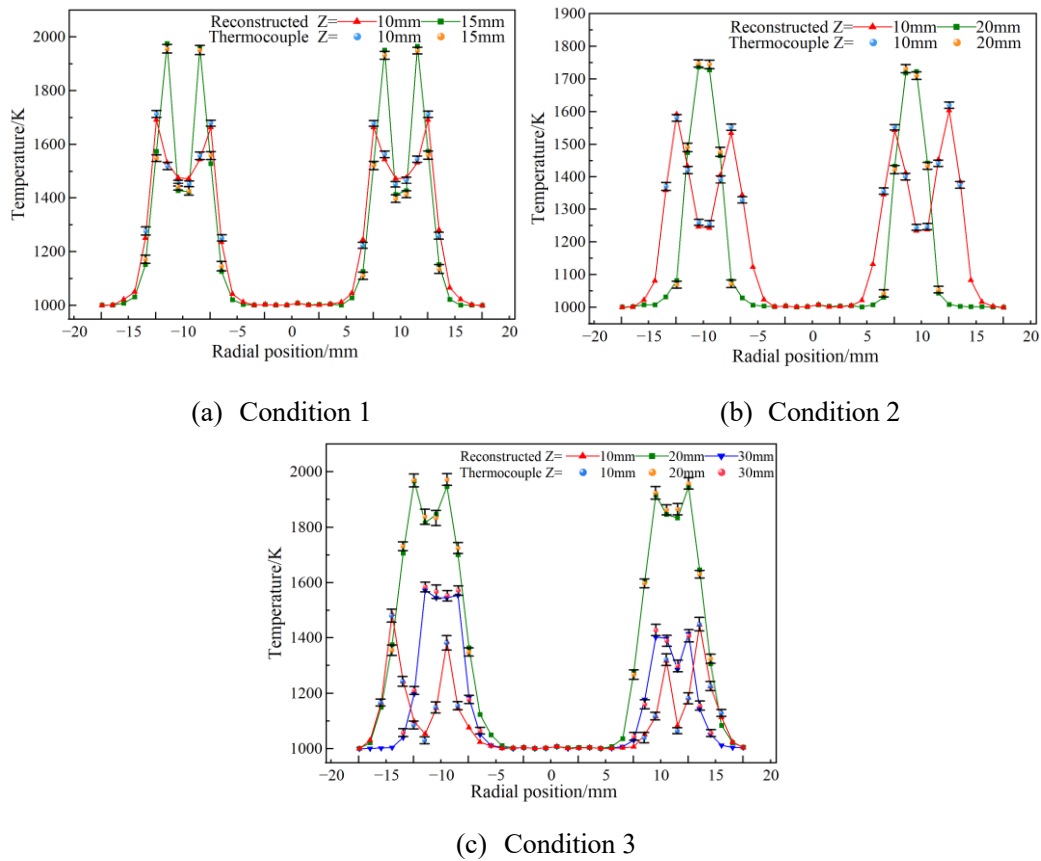 Reconstructed Z= 10mm 15mm
Thermocouple Z= 10mm 15mm
2000
1800
1600
1400
1200
1000
Temperature/K
−20 −15 −10 −5 0 5 10 15 20
Radial position/mm
(a) Condition 1
Reconstructed Z= 10mm 20mm
Thermocouple Z= 10mm 20mm
1900
1800
1700
1600
1500
1400
1300
1200
1100
1000
Temperature/K
−20 −15 −10 −5 0 5 10 15 20
Radial position/mm
(b) Condition 2
Reconstructed Z= 10mm 20mm 30mm
Thermocouple Z= 10mm 20mm 30mm
2000
1800
1600
1400
1200
1000
Temperature/K
−20 −15 −10 −5 0 5 10 15 20
Radial position/mm
(c) Condition 3